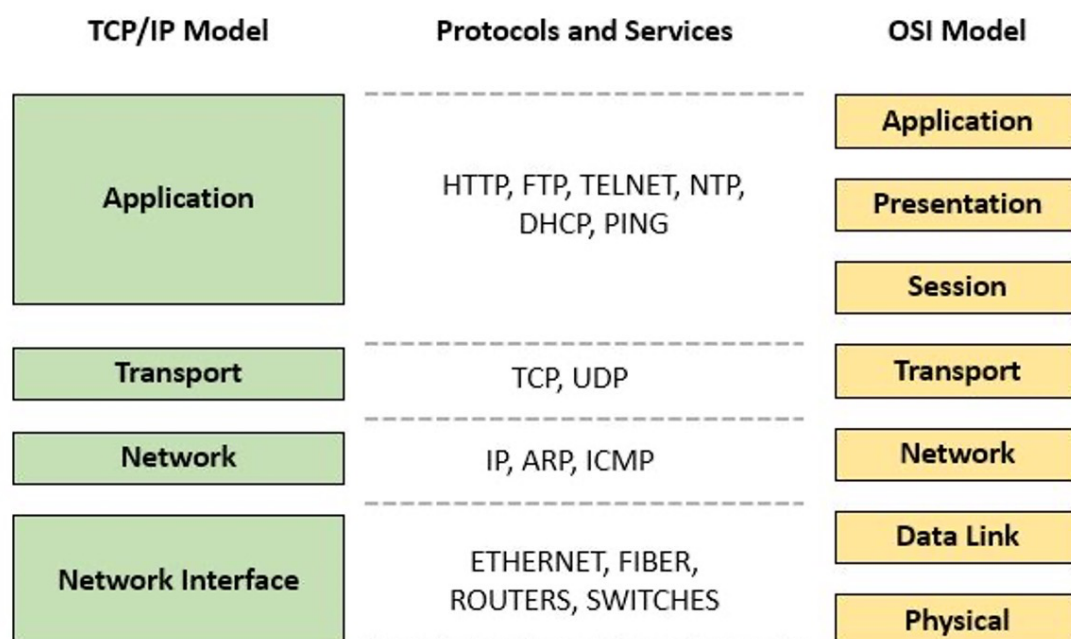 TCP/IP Model
Protocols and Services
OSI Model
Application
HTTP, FTP, TELNET, NTP,
DHCP, PING
Application
Presentation
Session
Transport
TCP, UDP
Transport
Network
IP, ARP, ICMP
Network
Network Interface
ETHERNET, FIBER,
ROUTERS, SWITCHES
Data Link
Physical